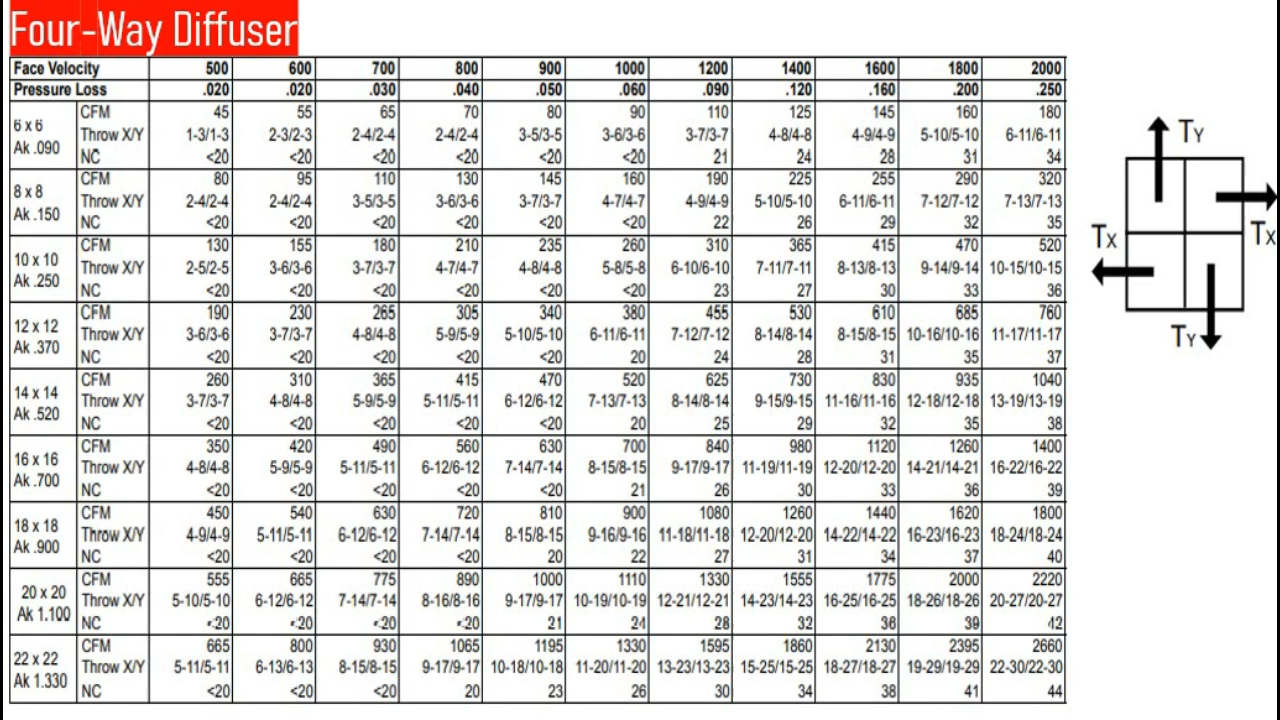 Four-Way Diffuser
Face Velocity 500 600 700 800 900 1000 1200 1400 1600 1800 2000
Pressure Loss .020 .020 .030 .040 .050 .060 .090 .120 .160 .200 .250
6 x 6 Ak .090
CFM 45 55 65 70 80 90 110 125 145 160 180
Throw X/Y 1-3/1-3 2-3/2-3 2-4/2-4 2-4/2-4 3-5/3-5 3-6/3-6 3-7/3-7 4-8/4-8 4-9/4-9 5-10/5-10 6-11/6-11
NC <20 <20 <20 <20 <20 <20 21 24 28 31 34
8 x 8 Ak .150
CFM 80 95 110 130 145 160 190 225 255 290 320
Throw X/Y 2-4/2-4 2-4/2-4 3-5/3-5 3-6/3-6 3-7/3-7 4-7/4-7 4-9/4-9 5-10/5-10 6-11/6-11 7-12/7-12 7-13/7-13
NC <20 <20 <20 <20 <20 <20 22 26 29 32 35
10 x 10 Ak .250
CFM 130 155 180 210 235 260 310 365 415 470 520
Throw X/Y 2-5/2-5 3-6/3-6 3-7/3-7 4-7/4-7 4-8/4-8 5-8/5-8 6-10/6-10 7-11/7-11 8-13/8-13 9-14/9-14 10-15/10-15
NC <20 <20 <20 <20 <20 <20 23 27 30 33 36
12 x 12 Ak .370
CFM 190 230 265 305 340 380 455 530 610 685 760
Throw X/Y 3-6/3-6 3-7/3-7 4-8/4-8 5-9/5-9 5-10/5-10 6-11/6-11 7-12/7-12 8-14/8-14 8-15/8-15 10-16/10-16 11-17/11-17
NC <20 <20 <20 <20 <20 20 24 28 31 35 37
14 x 14 Ak .520
CFM 260 310 365 415 470 520 625 730 830 935 1040
Throw X/Y 3-7/3-7 4-8/4-8 5-9/5-9 5-11/5-11 6-12/6-12 7-13/7-13 8-14/8-14 9-15/9-15 11-16/11-16 12-18/12-18 13-19/13-19
NC <20 <20 <20 <20 <20 20 25 29 32 35 38
16 x 16 Ak .700
CFM 350 420 490 560 630 700 840 980 1120 1260 1400
Throw X/Y 4-8/4-8 5-9/5-9 5-11/5-11 6-12/6-12 7-14/7-14 8-15/8-15 9-17/9-17 11-19/11-19 12-20/12-20 14-21/14-21 16-22/16-22
NC <20 <20 <20 <20 <20 21 26 30 33 36 39
18 x 18 Ak .900
CFM 450 540 630 720 810 900 1080 1260 1440 1620 1800
Throw X/Y 4-9/4-9 5-11/5-11 6-12/6-12 7-14/7-14 8-15/8-15 9-16/9-16 11-18/11-18 12-20/12-20 14-22/14-22 16-23/16-23 18-24/18-24
NC <20 <20 <20 <20 20 22 27 31 34 37 40
20 x 20 Ak 1.100
CFM 555 665 775 890 1000 1110 1330 1555 1775 2000 2220
Throw X/Y 5-10/5-10 6-12/6-12 7-14/7-14 8-16/8-16 9-17/9-17 10-19/10-19 12-21/12-21 14-23/14-23 16-25/16-25 18-26/18-26 20-27/20-27
NC <20 <20 <20 <20 21 24 28 32 36 39 42
22 x 22 Ak 1.330
CFM 665 800 930 1065 1195 1330 1595 1860 2130 2395 2660
Throw X/Y 5-11/5-11 6-13/6-13 8-15/8-15 9-17/9-17 10-18/10-18 11-20/11-20 13-23/13-23 15-25/15-25 18-27/18-27 19-29/19-29 22-30/22-30
NC <20 <20 <20 20 23 26 30 34 38 41 44
TY
TX
TX
TY